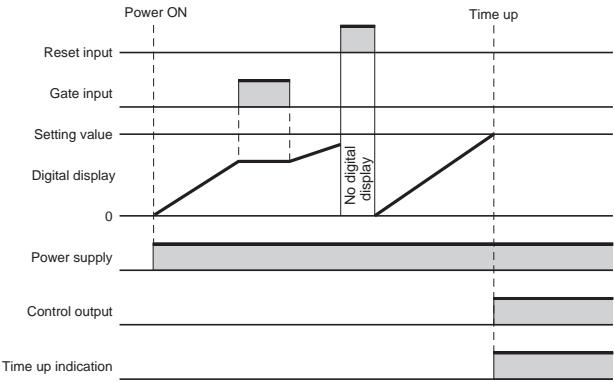 Power ON
Time up
Reset input
Gate input
Setting value
Digital display
No digital
display
0
Power supply
Control output
Time up indication